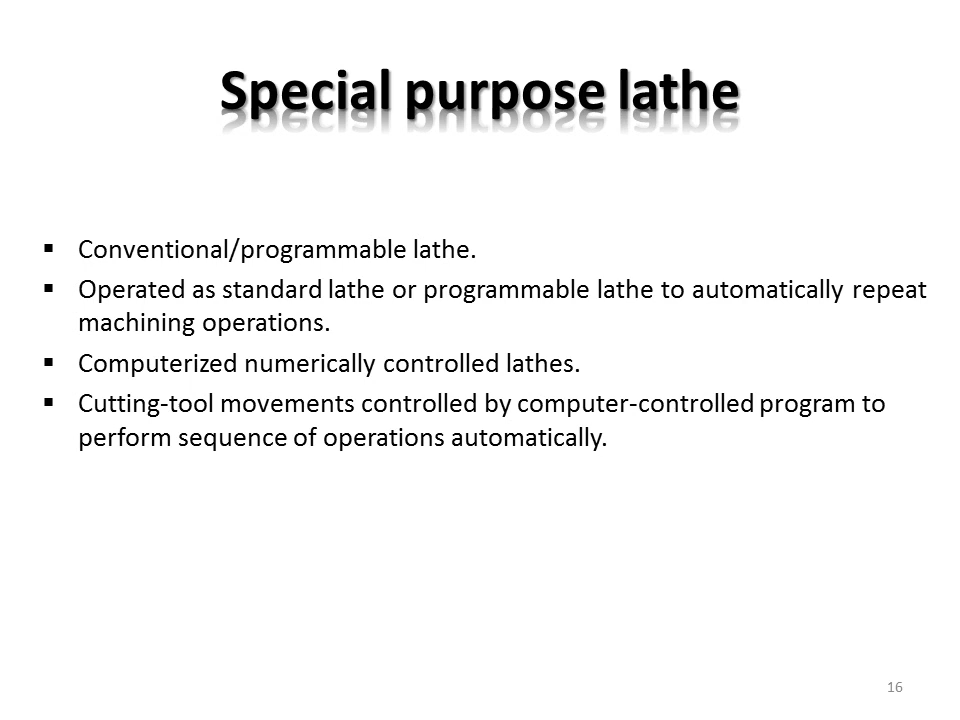 Special purpose lathe
▪ Conventional/programmable lathe.
▪ Operated as standard lathe or programmable lathe to automatically repeat
machining operations.
▪ Computerized numerically controlled lathes.
▪ Cutting-tool movements controlled by computer-controlled program to
perform sequence of operations automatically.
16